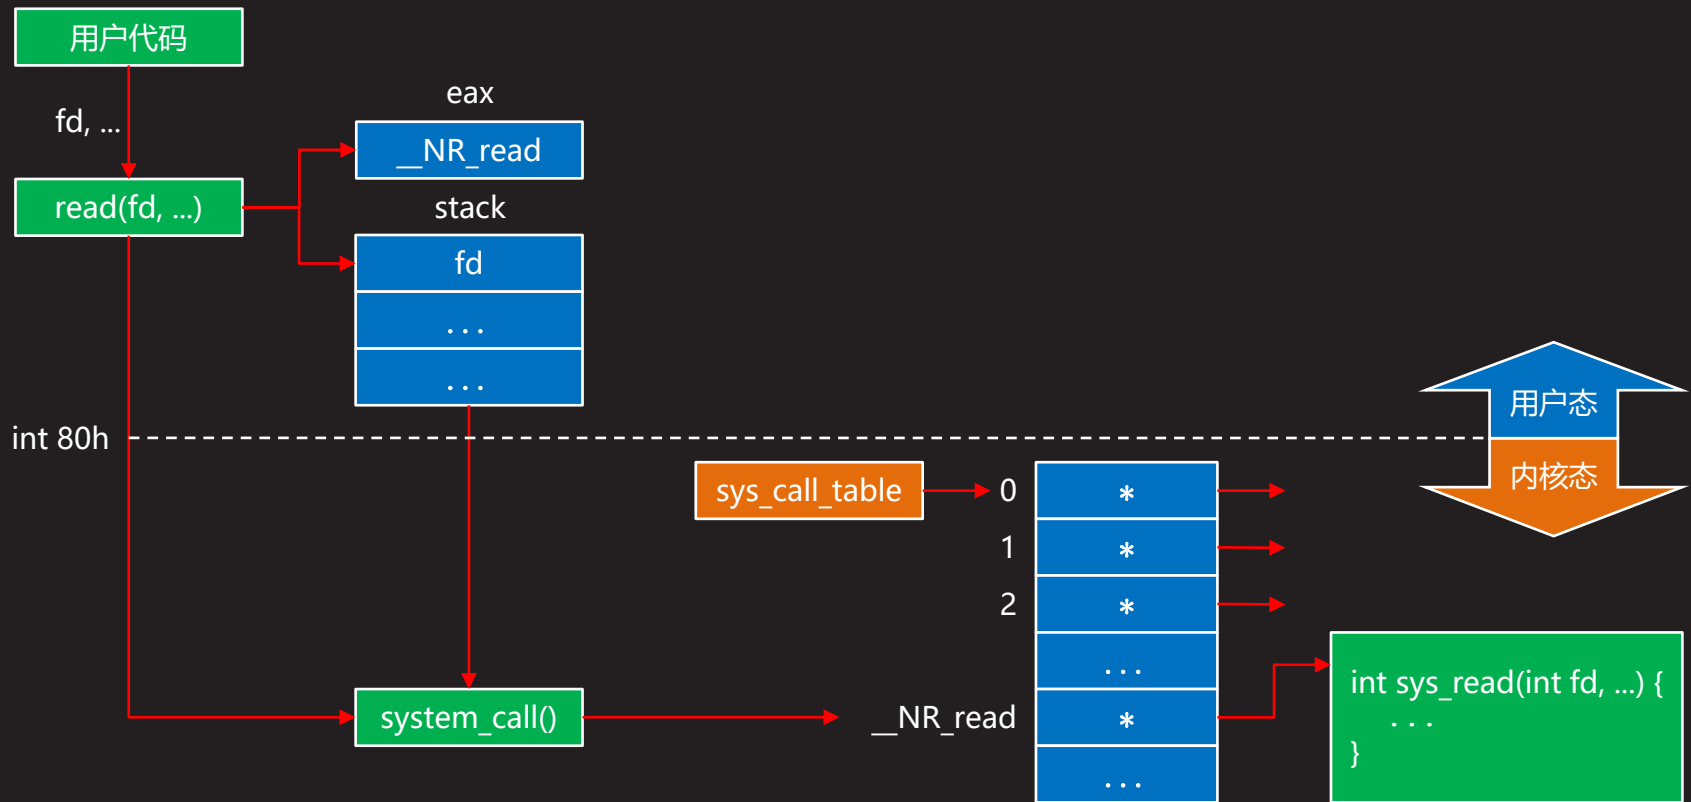 用户代码
fd, ...
eax
__NR_read
read(fd, ...)
stack
fd
...
...
用户态
int 80h
内核态
sys_call_table
0
*
1
*
2
*
...
int sys_read(int fd, ...) {
...
}
system_call()
__NR_read
*
...